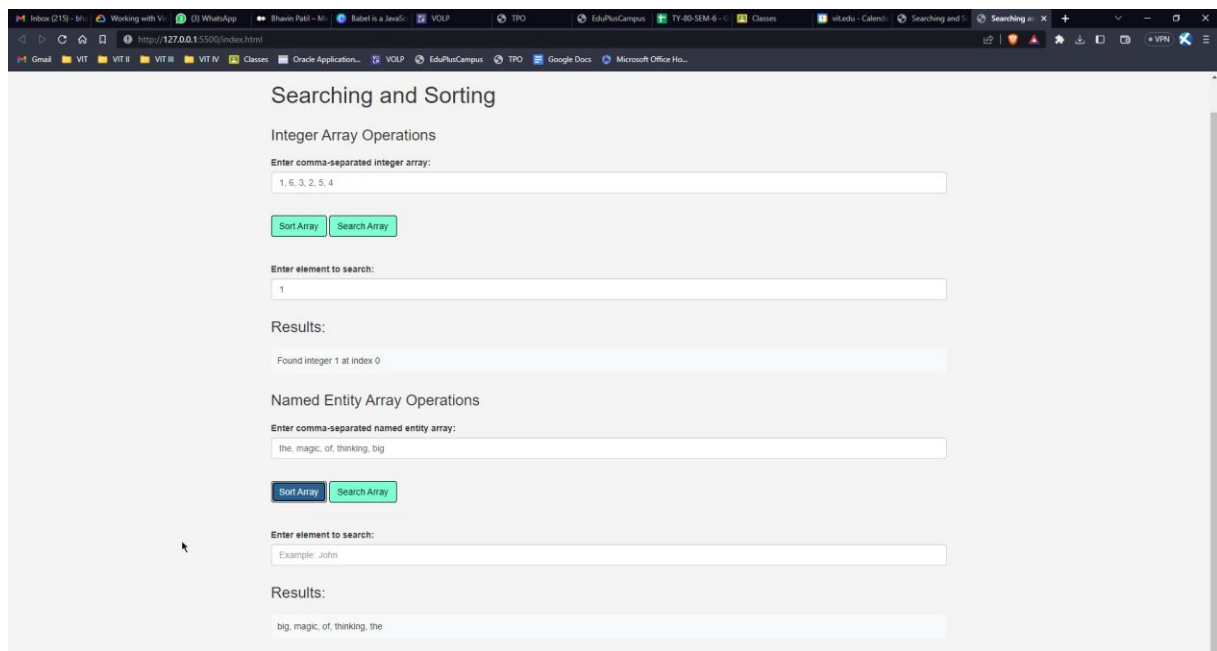 Inbox (215) - bh
Working with Vi
(3) WhatsApp
Bhavin Patil – M
Babel is a JavaSc
VOLP
TPO
EduPlusCampus
TY-80-SEM-6 -
Classes
vit.edu - Calend
Searching and S
Searching an
http://127.0.0.1:5500/index.html
VPN
Gmail VIT VIT II VIT III VIT IV Classes Oracle Application... VOLP EduPlusCampus TPO Google Docs Microsoft Office Ho...
Searching and Sorting
Integer Array Operations
Enter comma-separated integer array:
1, 6, 3, 2, 5, 4
Sort Array Search Array
Enter element to search:
1
Results:
Found integer 1 at index 0
Named Entity Array Operations
Enter comma-separated named entity array:
the, magic, of, thinking, big
Sort Array Search Array
Enter element to search:
Example: John
Results:
big, magic, of, thinking, the